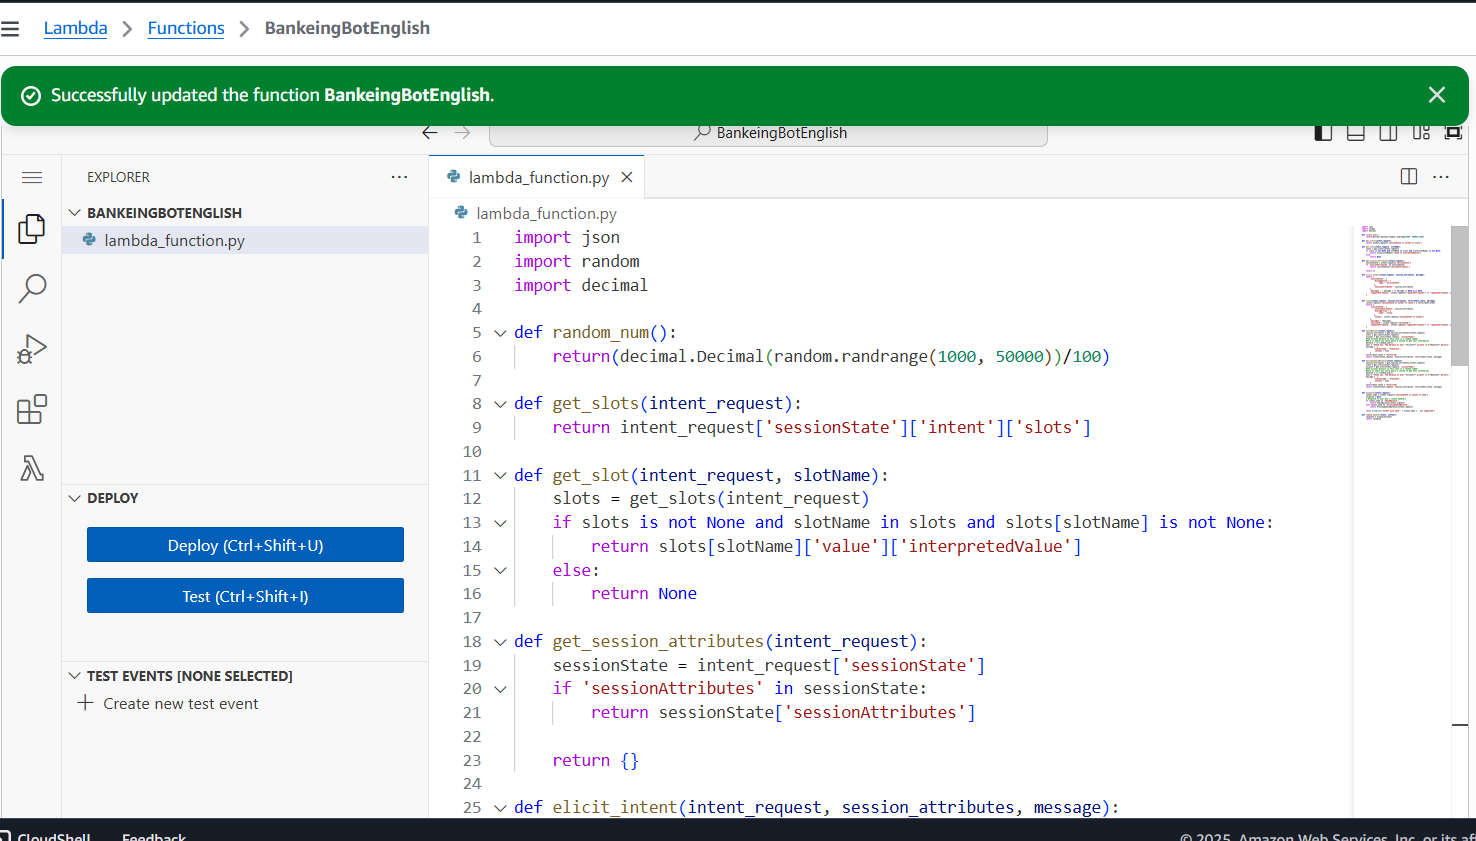 Lambda > Functions > BankeingBotEnglish
Successfully updated the function BankeingBotEnglish.
BankeingBotEnglish
EXPLORER
BANKEINGBOTENGLISH
lambda_function.py
DEPLOY
Deploy (Ctrl+Shift+U)
Test (Ctrl+Shift+I)
TEST EVENTS [NONE SELECTED]
Create new test event
lambda_function.py
lambda_function.py
1 import json
2 import random
3 import decimal
4
5 def random_num():
6     return(decimal.Decimal(random.randrange(1000, 50000))/100)
7
8 def get_slots(intent_request):
9     return intent_request['sessionState']['intent']['slots']
10
11 def get_slot(intent_request, slotName):
12     slots = get_slots(intent_request)
13     if slots is not None and slotName in slots and slots[slotName] is not None:
14         return slots[slotName]['value']['interpretedValue']
15     else:
16         return None
17
18 def get_session_attributes(intent_request):
19     sessionState = intent_request['sessionState']
20     if 'sessionAttributes' in sessionState:
21         return sessionState['sessionAttributes']
22
23     return {}
24
25 def elicit_intent(intent_request, session_attributes, message):
CloudShell Feedback
© 2025, Amazon Web Services, Inc. or its